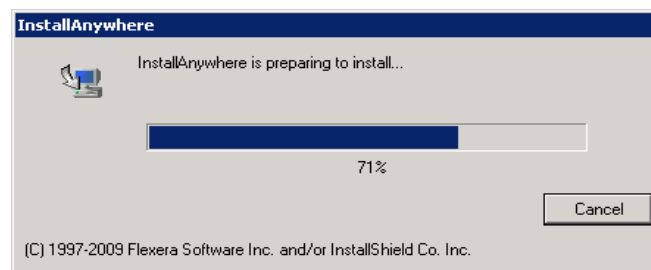 InstallAnywhere
InstallAnywhere is preparing to install...
71%
Cancel
(C) 1997-2009 Flexera Software Inc. and/or InstallShield Co. Inc.